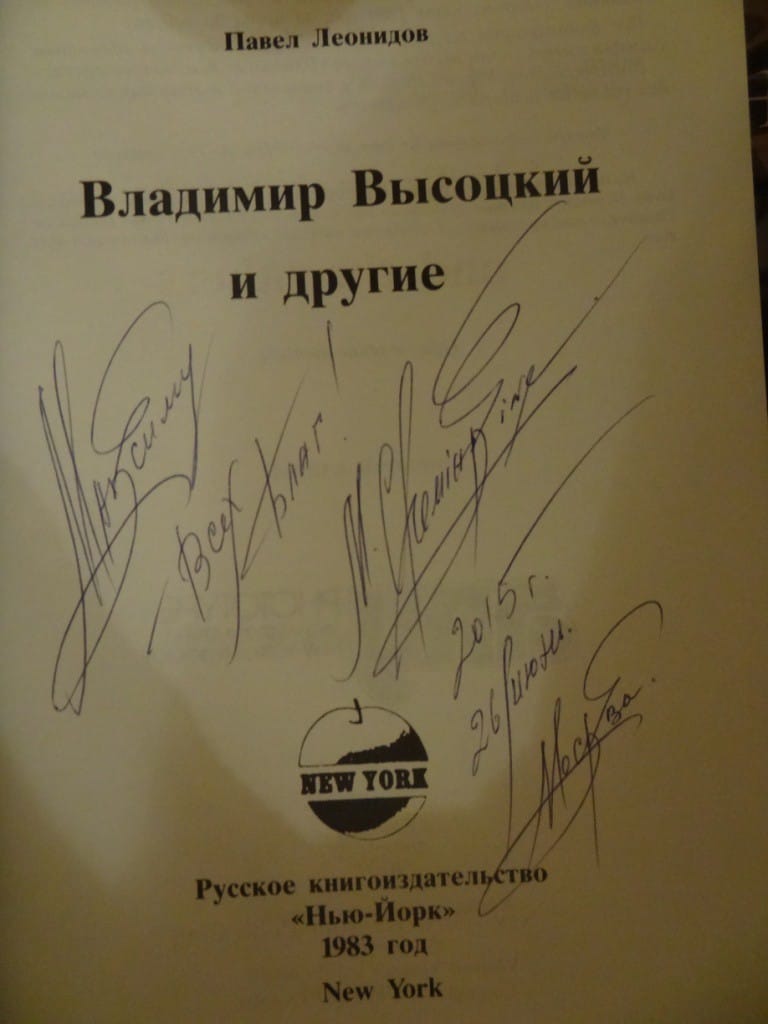 Павел Леонидов
Владимир Высоцкий
и другие
Максиму
Всех благ!
М.
2015 г.
26 июня.
Москва.
NEW YORK
Русское книгоиздательство
«Нью-Йорк»
1983 год
New York